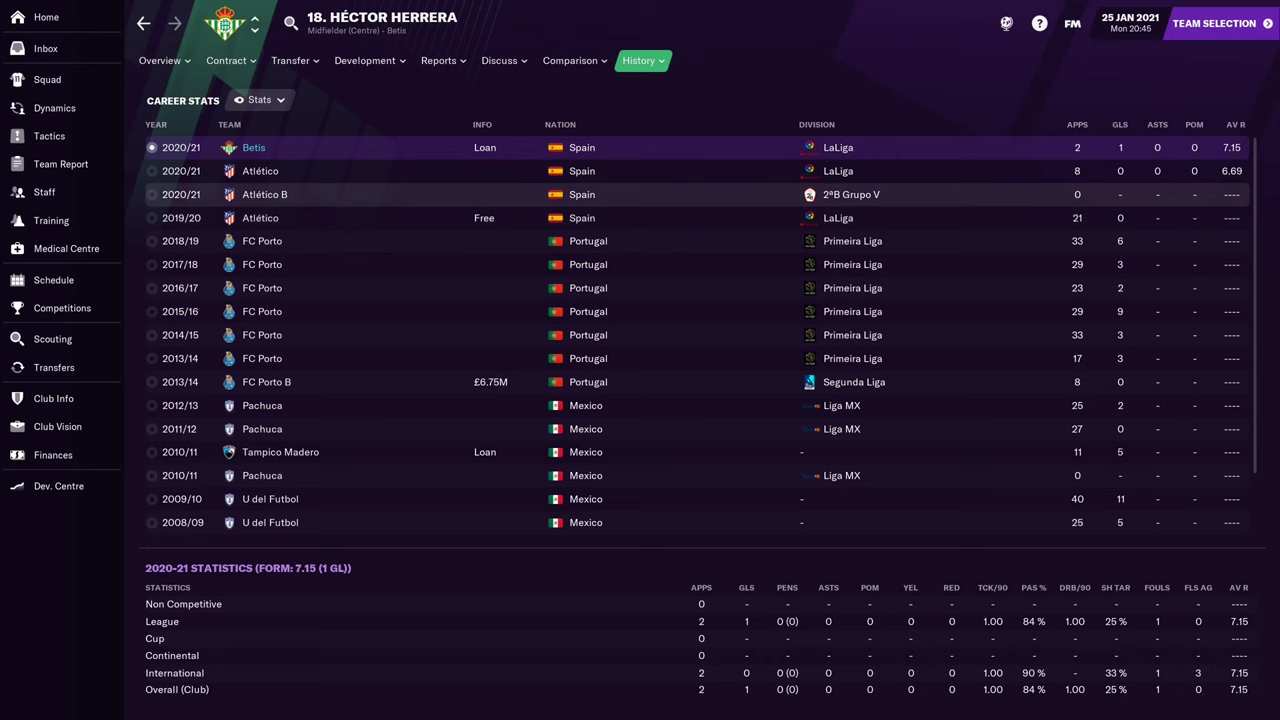 Home
Inbox
Squad
Dynamics
Tactics
Team Report
Staff
Training
Medical Centre
Schedule
Competitions
Scouting
Transfers
Club Info
Club Vision
Finances
Dev. Centre
18. HÉCTOR HERRERA
Midfielder (Centre) - Betis
? FM 25 JAN 2021 TEAM SELECTION
Mon 20:45
Overview Contract Transfer Development Reports Discuss Comparison History
CAREER STATS Stats
YEAR TEAM INFO NATION DIVISION APPS GLS ASTS POM AV R
2020/21 Betis Loan Spain LaLiga 2 1 0 0 7.15
2020/21 Atlético Spain LaLiga 8 0 0 0 6.69
2020/21 Atlético B Spain 2ªB Grupo V 0 - - - ----
2019/20 Atlético Free Spain LaLiga 21 0 - - ----
2018/19 FC Porto Portugal Primeira Liga 33 6 - - ----
2017/18 FC Porto Portugal Primeira Liga 29 3 - - ----
2016/17 FC Porto Portugal Primeira Liga 23 2 - - ----
2015/16 FC Porto Portugal Primeira Liga 29 9 - - ----
2014/15 FC Porto Portugal Primeira Liga 33 3 - - ----
2013/14 FC Porto Portugal Primeira Liga 17 3 - - ----
2013/14 FC Porto B £6.75M Portugal Segunda Liga 8 0 - - ----
2012/13 Pachuca Mexico Liga MX 25 2 - - ----
2011/12 Pachuca Mexico Liga MX 27 0 - - ----
2010/11 Tampico Madero Loan Mexico - 11 5 - - ----
2010/11 Pachuca Mexico Liga MX 0 - - - ----
2009/10 U del Futbol Mexico - 40 11 - - ----
2008/09 U del Futbol Mexico - 25 5 - - ----
2020-21 STATISTICS (FORM: 7.15 (1 GL))
STATISTICS APPS GLS PENS ASTS POM YEL RED TCK/90 PAS % DRB/90 SH TAR FOULS FLS AG AV R
Non Competitive 0 - - - - - - - - - - - - ----
League 2 1 0 (0) 0 0 0 0 1.00 84 % 1.00 25 % 1 0 7.15
Cup 0 - - - - - - - - - - - - ----
Continental 0 - - - - - - - - - - - - ----
International 2 0 0 (0) 0 0 0 0 1.00 90 % - 33 % 1 3 7.15
Overall (Club) 2 1 0 (0) 0 0 0 0 1.00 84 % 1.00 25 % 1 0 7.15